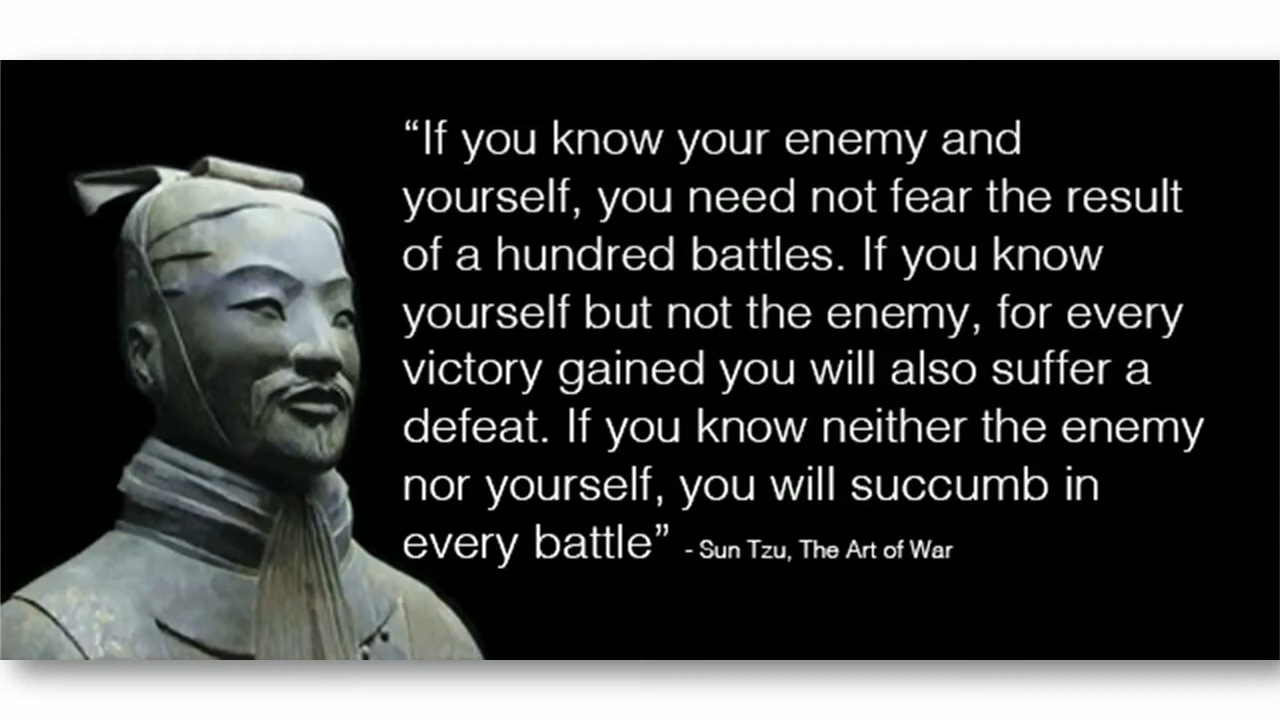 “If you know your enemy and
yourself, you need not fear the result
of a hundred battles. If you know
yourself but not the enemy, for every
victory gained you will also suffer a
defeat. If you know neither the enemy
nor yourself, you will succumb in
every battle” - Sun Tzu, The Art of War